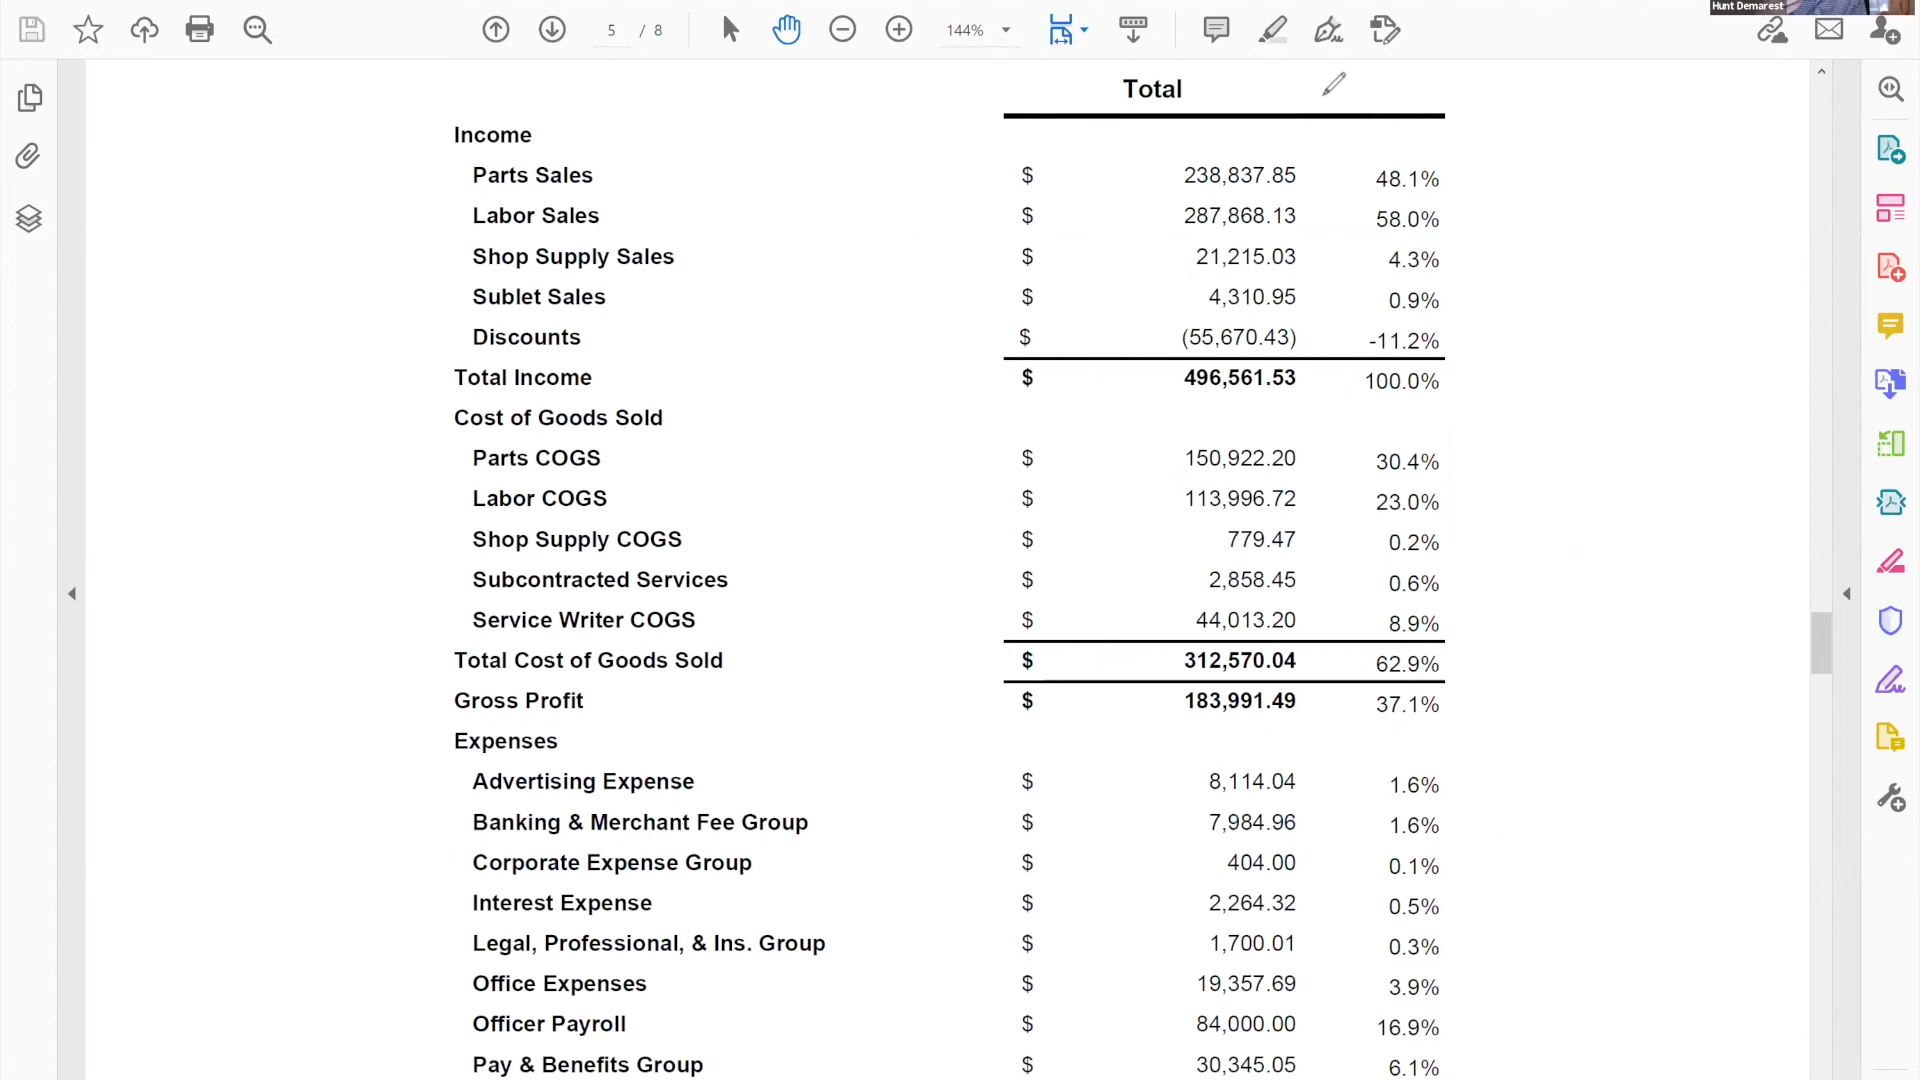 Hunt Demarest
5 / 8
144%
Total
Income
Parts Sales $ 238,837.85 48.1%
Labor Sales $ 287,868.13 58.0%
Shop Supply Sales $ 21,215.03 4.3%
Sublet Sales $ 4,310.95 0.9%
Discounts $ (55,670.43) -11.2%
Total Income $ 496,561.53 100.0%
Cost of Goods Sold
Parts COGS $ 150,922.20 30.4%
Labor COGS $ 113,996.72 23.0%
Shop Supply COGS $ 779.47 0.2%
Subcontracted Services $ 2,858.45 0.6%
Service Writer COGS $ 44,013.20 8.9%
Total Cost of Goods Sold $ 312,570.04 62.9%
Gross Profit $ 183,991.49 37.1%
Expenses
Advertising Expense $ 8,114.04 1.6%
Banking & Merchant Fee Group $ 7,984.96 1.6%
Corporate Expense Group $ 404.00 0.1%
Interest Expense $ 2,264.32 0.5%
Legal, Professional, & Ins. Group $ 1,700.01 0.3%
Office Expenses $ 19,357.69 3.9%
Officer Payroll $ 84,000.00 16.9%
Pay & Benefits Group $ 30,345.05 6.1%